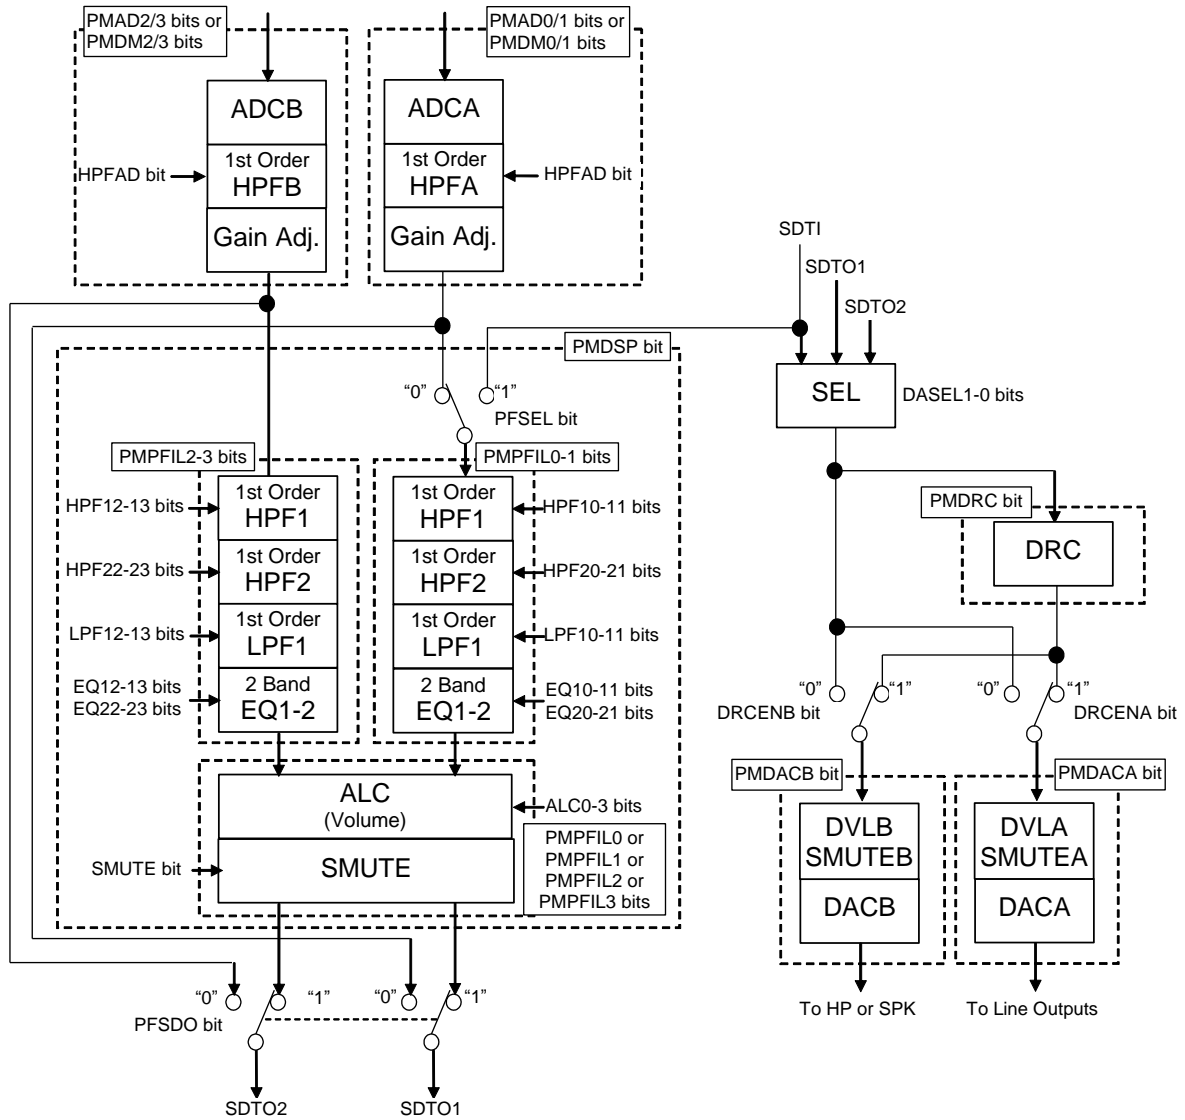 PMAD2/3 bits or
PMDM2/3 bits
PMAD0/1 bits or
PMDM0/1 bits
ADCB
ADCA
HPFAD bit
1st Order
HPFB
1st Order
HPFA
HPFAD bit
Gain Adj.
Gain Adj.
SDTI
SDTO1
SDTO2
PMDSP bit
“0”
“1”
PFSEL bit
SEL
DASEL1-0 bits
PMPFIL2-3 bits
PMPFIL0-1 bits
HPF12-13 bits
1st Order
HPF1
1st Order
HPF1
HPF10-11 bits
PMDRC bit
DRC
HPF22-23 bits
1st Order
HPF2
1st Order
HPF2
HPF20-21 bits
LPF12-13 bits
1st Order
LPF1
1st Order
LPF1
LPF10-11 bits
EQ12-13 bits
EQ22-23 bits
2 Band
EQ1-2
2 Band
EQ1-2
EQ10-11 bits
EQ20-21 bits
“0”
“1”
“0”
“1”
DRCENB bit
DRCENA bit
PMDACB bit
PMDACA bit
ALC
(Volume)
ALC0-3 bits
SMUTE bit
SMUTE
PMPFIL0 or
PMPFIL1 or
PMPFIL2 or
PMPFIL3 bits
DVLB
SMUTEB
DVLA
SMUTEA
DACB
DACA
“0”
“1”
“0”
“1”
PFSDO bit
To HP or SPK
To Line Outputs
SDTO2
SDTO1